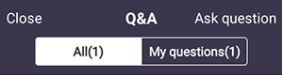 Close Q&A Ask question
All(1) My questions(1)